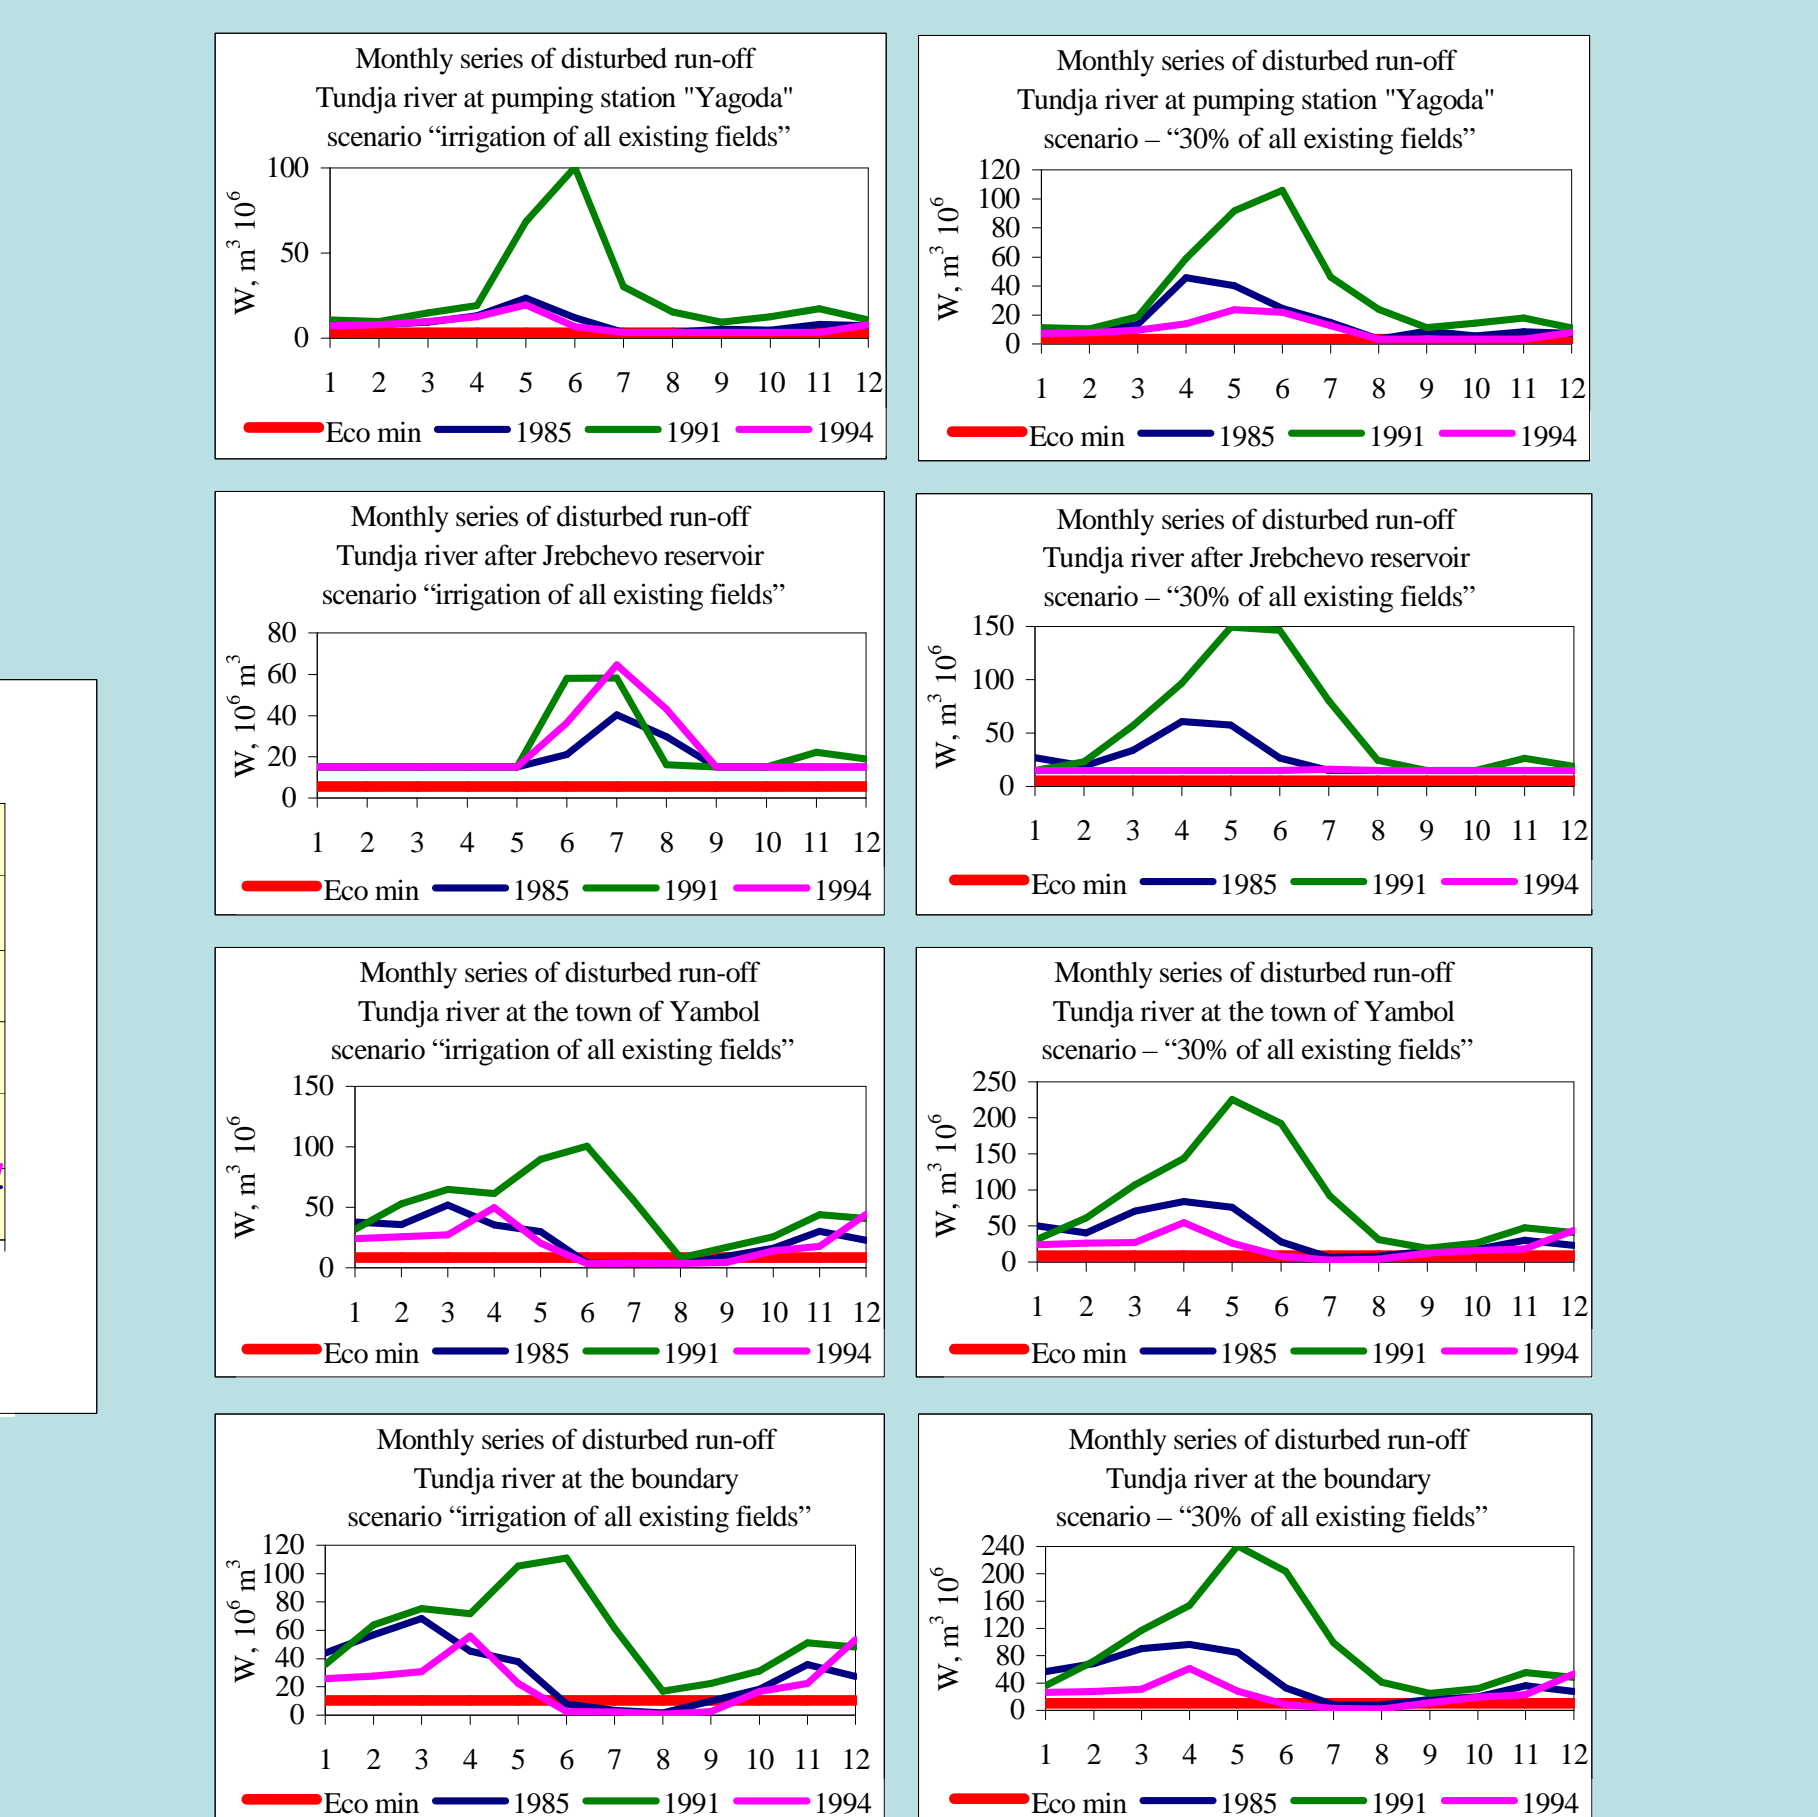 Monthly series of disturbed run-off
Tundja river at pumping station "Yagoda"
scenario “irrigation of all existing fields”
W, m³ 10⁶
100
50
0
1 2 3 4 5 6 7 8 9 10 11 12
Eco min 1985 1991 1994
Monthly series of disturbed run-off
Tundja river at pumping station "Yagoda"
scenario – “30% of all existing fields”
W, m³ 10⁶
120
100
80
60
40
20
0
1 2 3 4 5 6 7 8 9 10 11 12
Eco min 1985 1991 1994
Monthly series of disturbed run-off
Tundja river after Jrebchevo reservoir
scenario “irrigation of all existing fields”
W, 10⁶ m³
80
60
40
20
0
1 2 3 4 5 6 7 8 9 10 11 12
Eco min 1985 1991 1994
Monthly series of disturbed run-off
Tundja river after Jrebchevo reservoir
scenario – “30% of all existing fields”
W, m³ 10⁶
150
100
50
0
1 2 3 4 5 6 7 8 9 10 11 12
Eco min 1985 1991 1994
Monthly series of disturbed run-off
Tundja river at the town of Yambol
scenario “irrigation of all existing fields”
W, m³ 10⁶
150
100
50
0
1 2 3 4 5 6 7 8 9 10 11 12
Eco min 1985 1991 1994
Monthly series of disturbed run-off
Tundja river at the town of Yambol
scenario – “30% of all existing fields”
W, m³ 10⁶
250
200
150
100
50
0
1 2 3 4 5 6 7 8 9 10 11 12
Eco min 1985 1991 1994
Monthly series of disturbed run-off
Tundja river at the boundary
scenario “irrigation of all existing fields”
W, 10⁶ m³
120
100
80
60
40
20
0
1 2 3 4 5 6 7 8 9 10 11 12
Eco min 1985 1991 1994
Monthly series of disturbed run-off
Tundja river at the boundary
scenario – “30% of all existing fields”
W, m³ 10⁶
240
200
160
120
80
40
0
1 2 3 4 5 6 7 8 9 10 11 12
Eco min 1985 1991 1994